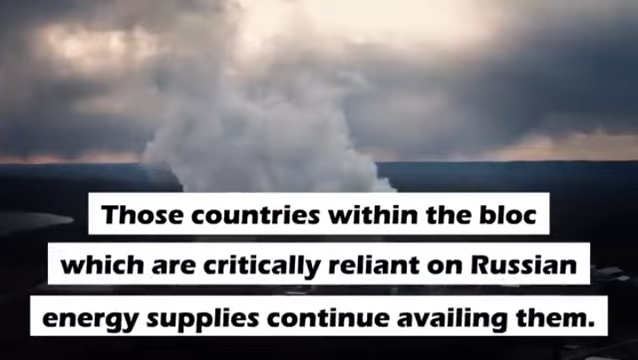 Those countries within the bloc
which are critically reliant on Russian
energy supplies continue availing them.